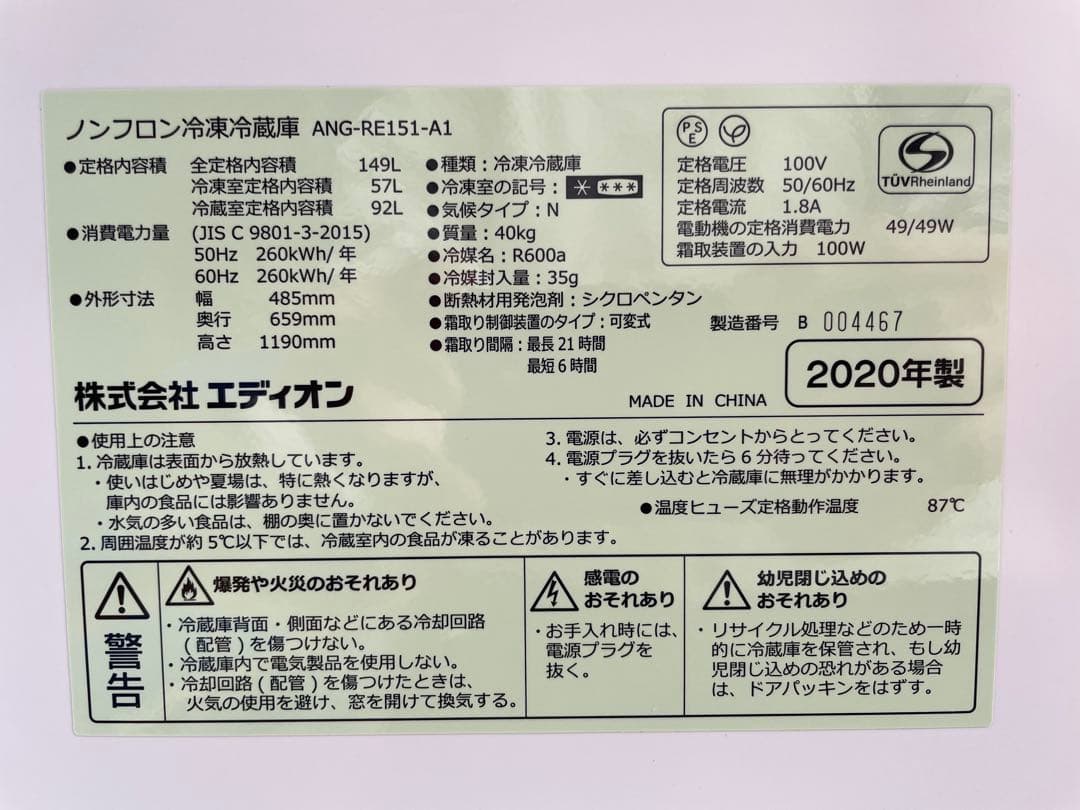 ノンフロン冷凍冷蔵庫 ANG-RE151-A1
●定格内容積 全定格内容積 149L
冷凍室定格内容積 57L
冷蔵室定格内容積 92L
●消費電力量 (JIS C 9801-3-2015)
50Hz 260kWh/年
60Hz 260kWh/年
●外形寸法 幅 485mm
奥行 659mm
高さ 1190mm
●種類：冷凍冷蔵庫
●冷凍室の記号： * ***
●気候タイプ：N
●質量：40kg
●冷媒名：R600a
●冷媒封入量：35g
●断熱材用発泡剤：シクロペンタン
●霜取り制御装置のタイプ：可変式
●霜取り間隔：最長21時間
最短6時間
PSE
定格電圧 100V
定格周波数 50/60Hz
定格電流 1.8A
電動機の定格消費電力 49/49W
霜取装置の入力 100W
TÜVRheinland
製造番号 B 004467
株式会社 エディオン
MADE IN CHINA
2020年製
●使用上の注意
1. 冷蔵庫は表面から放熱しています。
・使いはじめや夏場は、特に熱くなりますが、
庫内の食品には影響ありません。
・水気の多い食品は、棚の奥に置かないでください。
2. 周囲温度が約5℃以下では、冷蔵室内の食品が凍ることがあります。
3. 電源は、必ずコンセントからとってください。
4. 電源プラグを抜いたら6分待ってください。
・すぐに差し込むと冷蔵庫に無理がかかります。
●温度ヒューズ定格動作温度 87℃
警告
爆発や火災のおそれあり
・冷蔵庫背面・側面などにある冷却回路
(配管)を傷つけない。
・冷蔵庫内で電気製品を使用しない。
・冷却回路(配管)を傷つけたときは、
火気の使用を避け、窓を開けて換気する。
感電の
おそれあり
・お手入れ時には、
電源プラグを
抜く。
幼児閉じ込めの
おそれあり
・リサイクル処理などのため一時
的に冷蔵庫を保管され、もし幼
児閉じ込めの恐れがある場合
は、ドアパッキンをはずす。